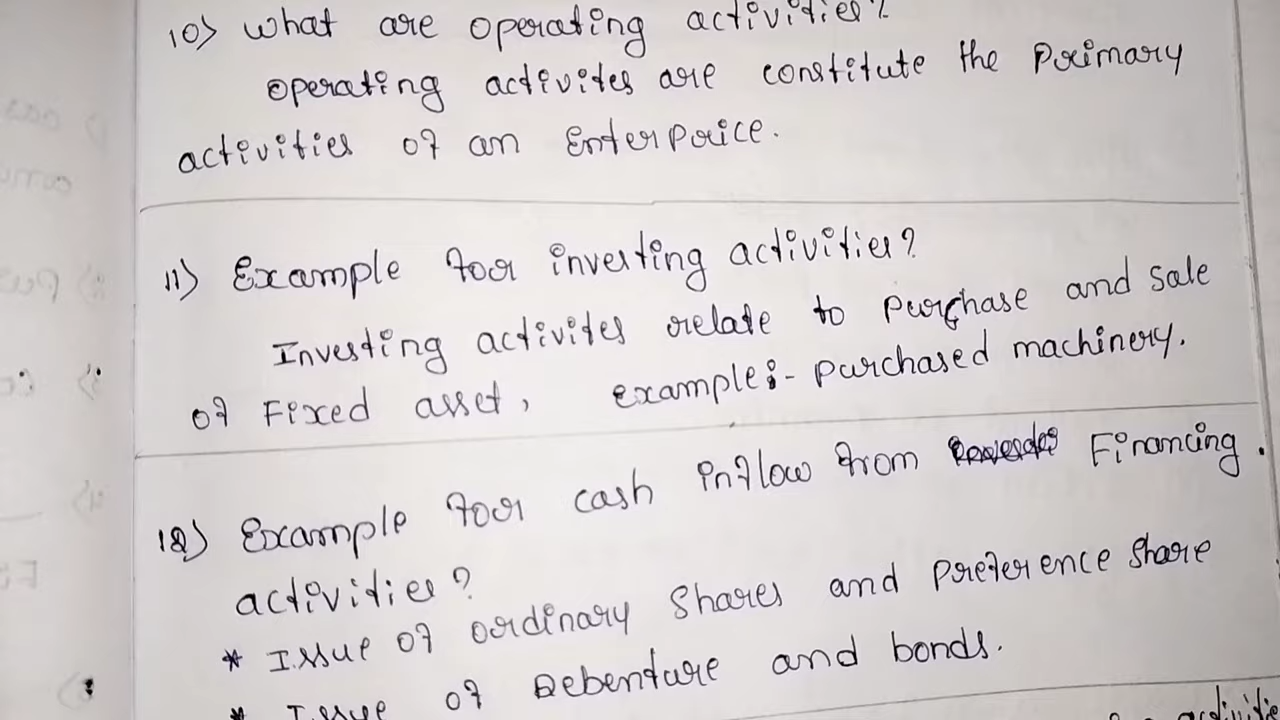 10) What are operating activities?
operating activites are constitute the primary
activities of an Enterprice.
11) Example for investing activities?
Investing activites relate to purchase and sale
of Fixed asset, example:- purchased machinery.
12) Example for cash inflow from Financing.
activities?
* Issue of ordinary shares and preference share
* Issue of Debenture and bonds.